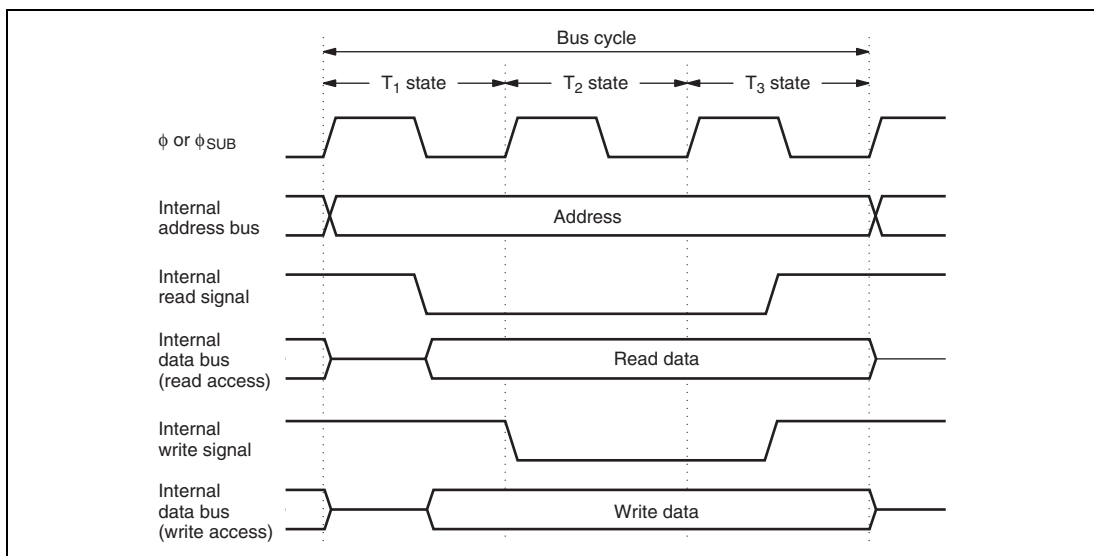 Bus cycle
T₁ state
T₂ state
T₃ state
ϕ or ϕSUB
Internal
address bus
Address
Internal
read signal
Internal
data bus
(read access)
Read data
Internal
write signal
Internal
data bus
(write access)
Write data